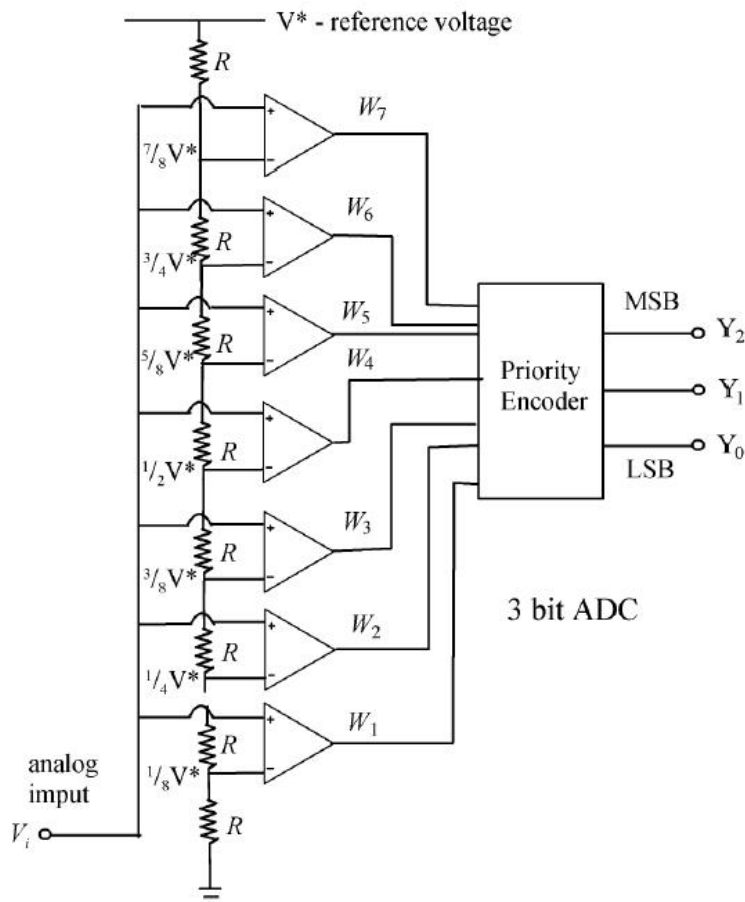 V* - reference voltage
R
W₇
⁷/₈V*
W₆
R
³/₄V*
W₅
R
⁵/₈V*
W₄
MSB
Y₂
Priority
Encoder
Y₁
R
¹/₂V*
Y₀
LSB
W₃
R
³/₈V*
3 bit ADC
W₂
R
¹/₄V*
W₁
R
¹/₈V*
analog
imput
R
Vᵢ
+
−
+
−
+
−
+
−
+
−
+
−
+
−